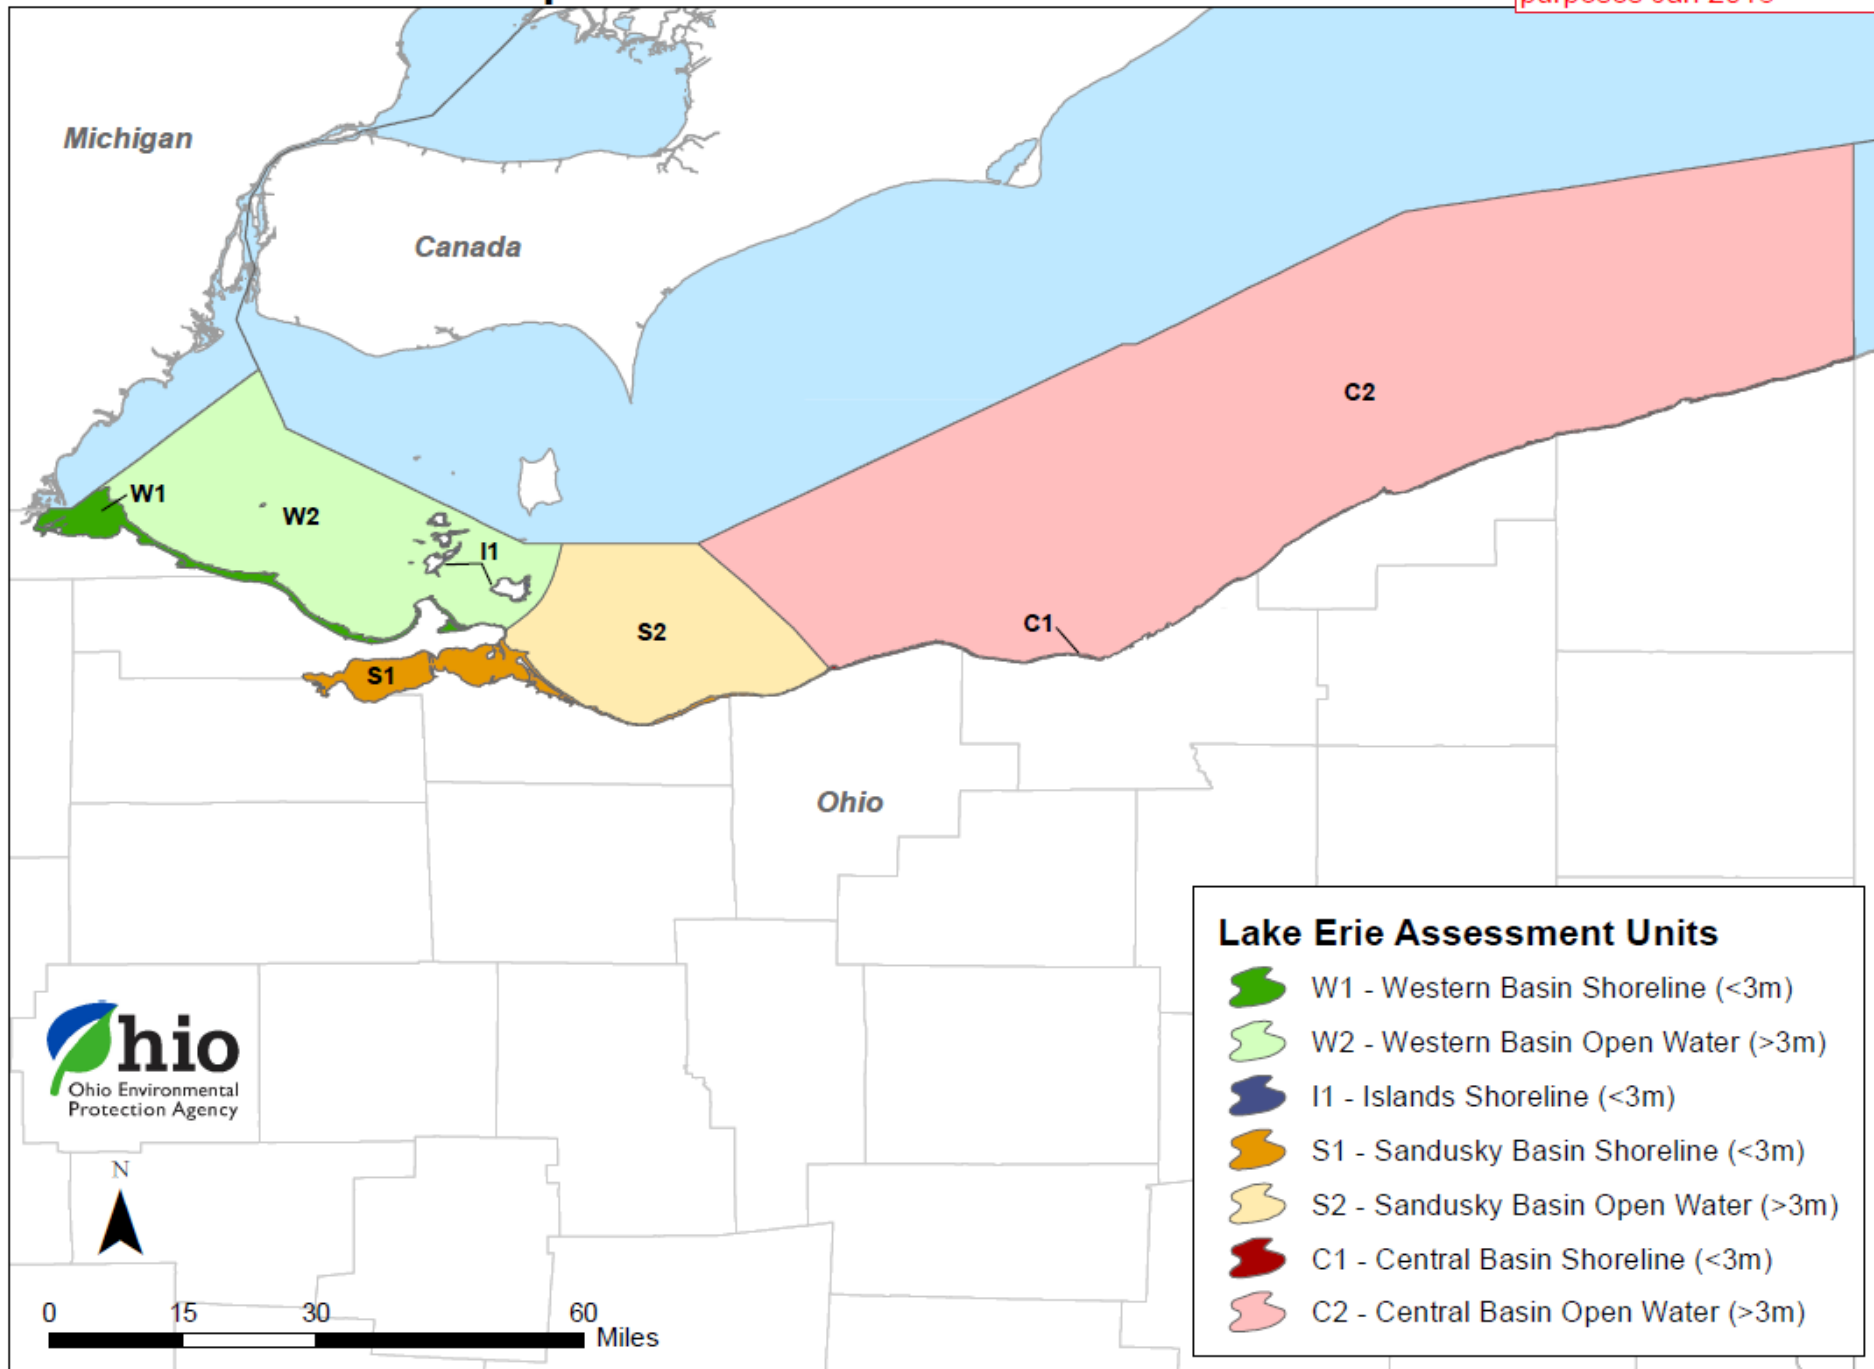 Michigan
Canada
C2
W1
W2
I1
S2
C1
S1
Ohio
Lake Erie Assessment Units
W1 - Western Basin Shoreline (<3m)
W2 - Western Basin Open Water (>3m)
I1 - Islands Shoreline (<3m)
S1 - Sandusky Basin Shoreline (<3m)
S2 - Sandusky Basin Open Water (>3m)
C1 - Central Basin Shoreline (<3m)
C2 - Central Basin Open Water (>3m)
Ohio
Ohio Environmental
Protection Agency
N
0 15 30 60
Miles